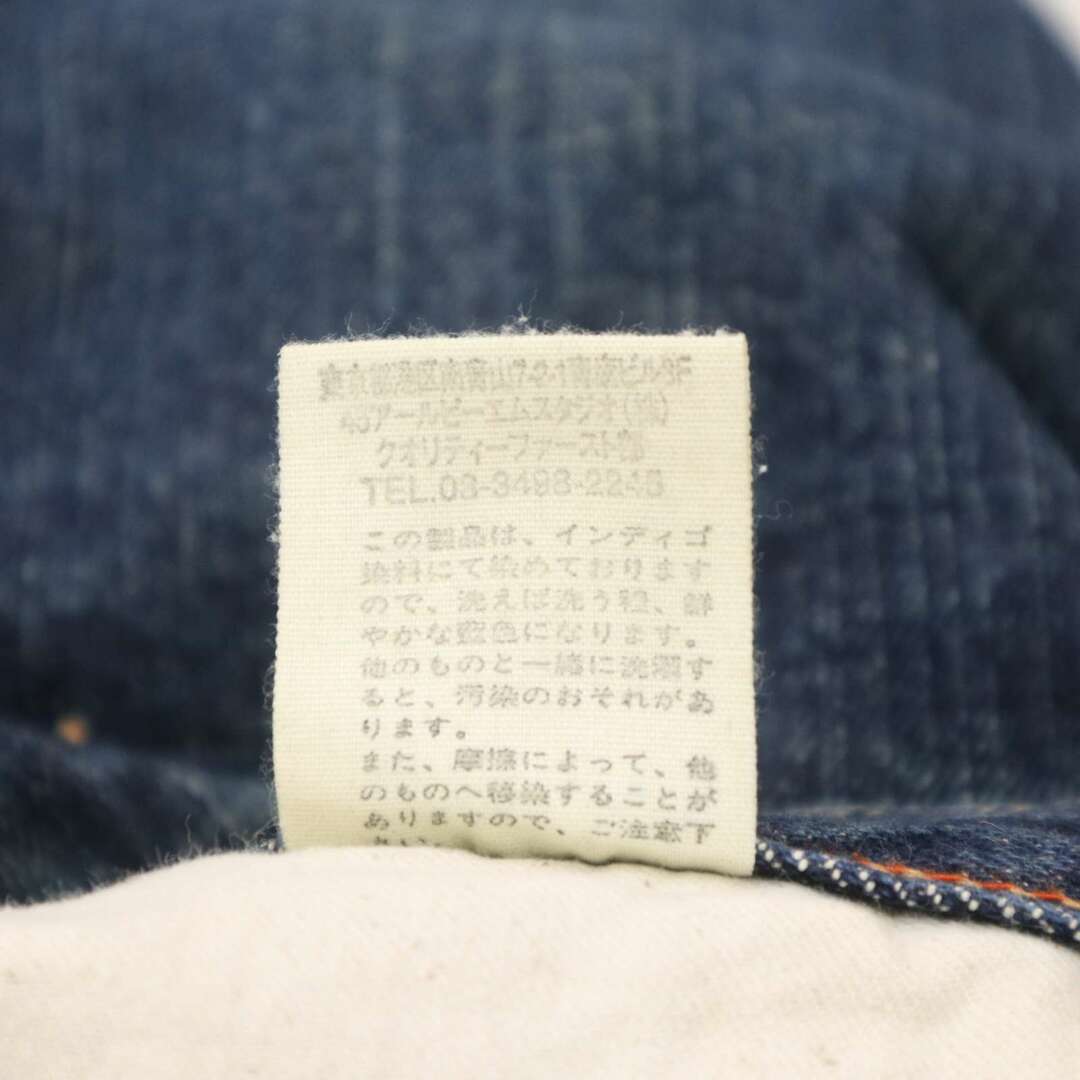 東京都港区南青山7-2-1南青ビル3F
45アールピーエムスタジオ(株)
クオリティーファースト部
TEL.03-3498-2248
この製品は、インディゴ
染料にて染めております
ので、洗えば洗う程、鮮
やかな藍色になります。
他のものと一緒に洗濯す
ると、汚染のおそれがあ
ります。
また、摩擦によって、他
のものへ移染することが
ありますので、ご注意下
さい